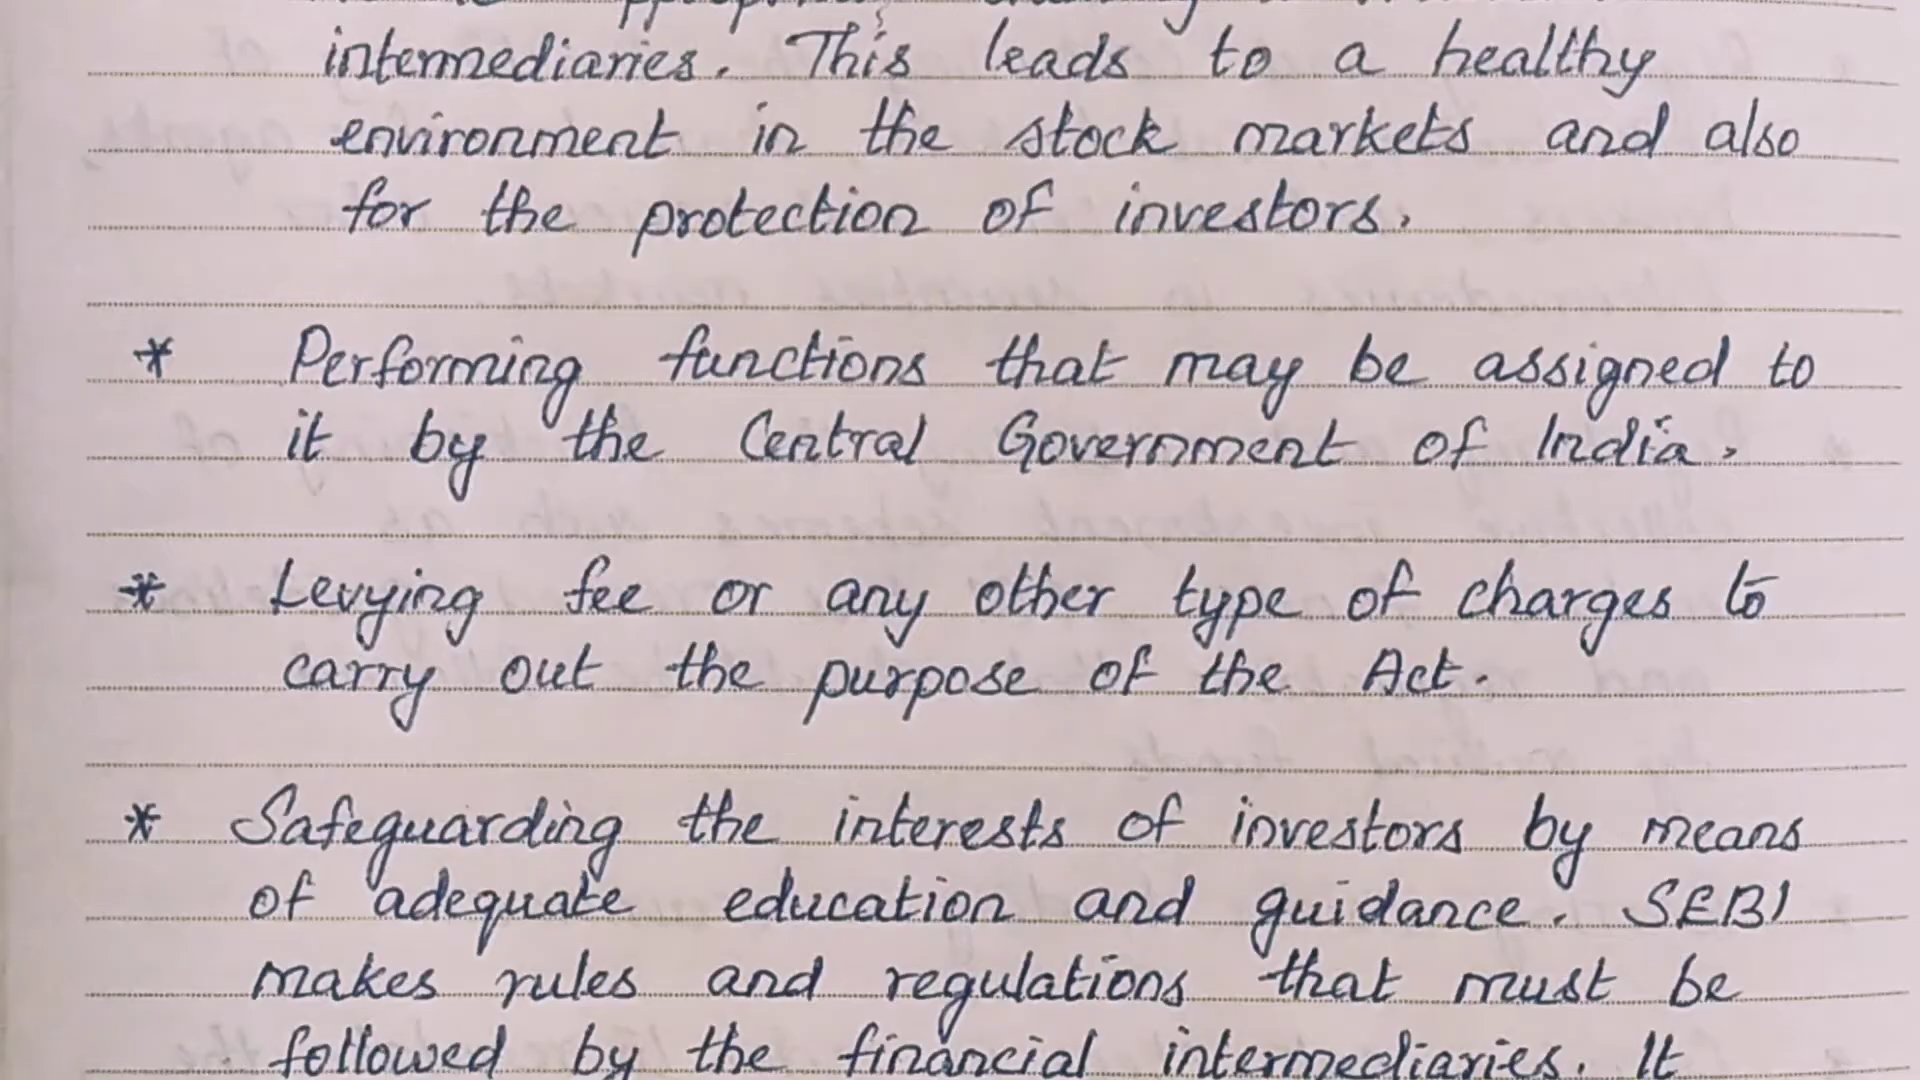 intermediaries. This leads to a healthy
environment in the stock markets and also
for the protection of investors.
* Performing functions that may be assigned to
it by the Central Government of India.
* Levying fee or any other type of charges to
carry out the purpose of the Act.
* Safeguarding the interests of investors by means
of adequate education and guidance. SEBI
makes rules and regulations that must be
followed by the financial intermediaries. It